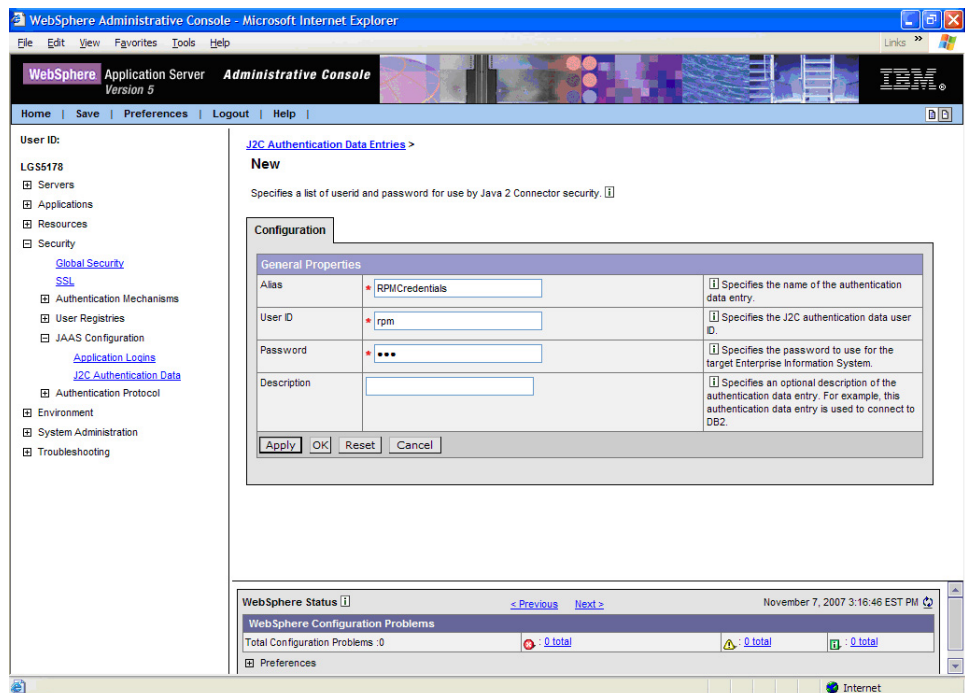 WebSphere Administrative Console - Microsoft Internet Explorer
File Edit View Favorites Tools Help
Links »
WebSphere Application Server Administrative Console
Version 5
IBM.
Home | Save | Preferences | Logout | Help |
User ID:
LGS5178
Servers
Applications
Resources
Security
Global Security
SSL
Authentication Mechanisms
User Registries
JAAS Configuration
Application Logins
J2C Authentication Data
Authentication Protocol
Environment
System Administration
Troubleshooting
J2C Authentication Data Entries >
New
Specifies a list of userid and password for use by Java 2 Connector security. i
Configuration
General Properties
Alias * RPMCredentials i Specifies the name of the authentication
data entry.
User ID * rpm i Specifies the J2C authentication data user
ID.
Password * ●●● i Specifies the password to use for the
target Enterprise Information System.
Description i Specifies an optional description of the
authentication data entry. For example, this
authentication data entry is used to connect to
DB2.
Apply OK Reset Cancel
WebSphere Status i < Previous Next > November 7, 2007 3:16:46 EST PM
WebSphere Configuration Problems
Total Configuration Problems :0 : 0 total : 0 total : 0 total
Preferences
Internet